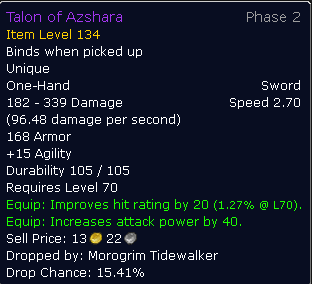 Talon of Azshara Phase 2
Item Level 134
Binds when picked up
Unique
One-Hand Sword
182 - 339 Damage Speed 2.70
(96.48 damage per second)
168 Armor
+15 Agility
Durability 105 / 105
Requires Level 70
Equip: Improves hit rating by 20 (1.27% @ L70).
Equip: Increases attack power by 40.
Sell Price: 13 22
Dropped by: Morogrim Tidewalker
Drop Chance: 15.41%